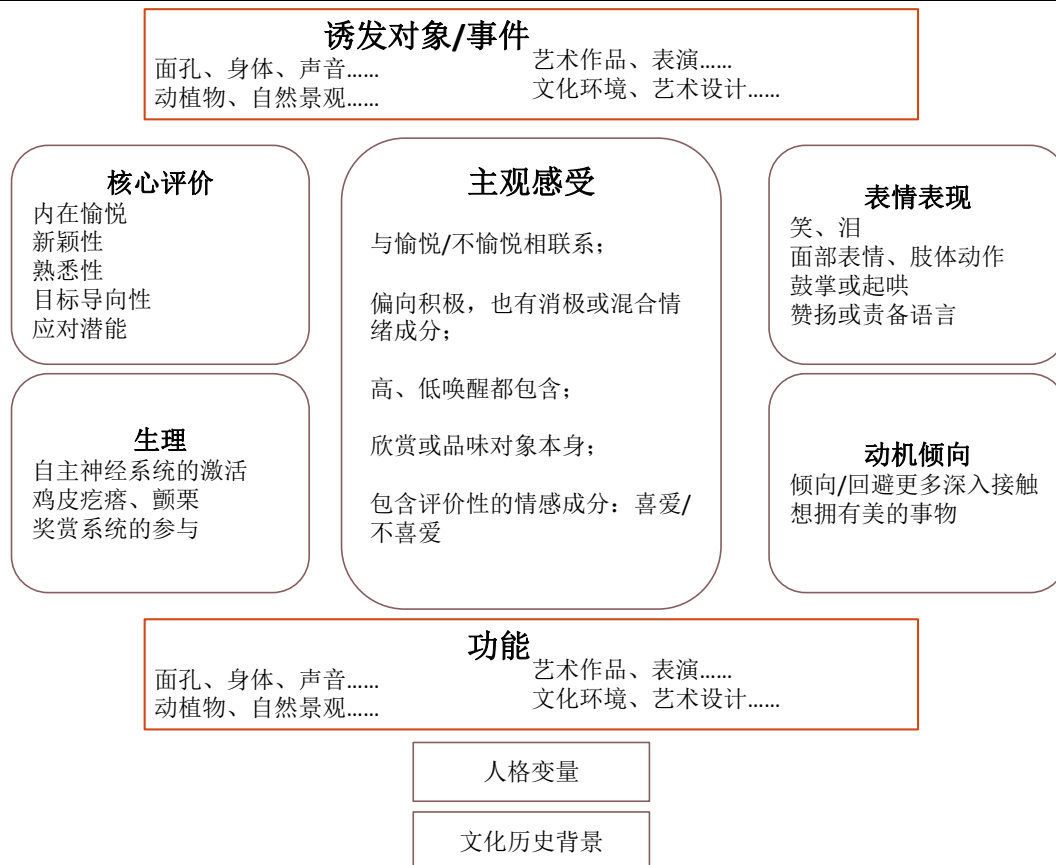 诱发对象/事件
面孔、身体、声音……
动植物、自然景观……
艺术作品、表演……
文化环境、艺术设计……
核心评价
内在愉悦
新颖性
熟悉性
目标导向性
应对潜能
主观感受
与愉悦/不愉悦相联系；
偏向积极，也有消极或混合情
绪成分；
高、低唤醒都包含；
欣赏或品味对象本身；
包含评价性的情感成分：喜爱/
不喜爱
表情表现
笑、泪
面部表情、肢体动作
鼓掌或起哄
赞扬或责备语言
生理
自主神经系统的激活
鸡皮疙瘩、颤栗
奖赏系统的参与
动机倾向
倾向/回避更多深入接触
想拥有美的事物
功能
面孔、身体、声音……
动植物、自然景观……
艺术作品、表演……
文化环境、艺术设计……
人格变量
文化历史背景